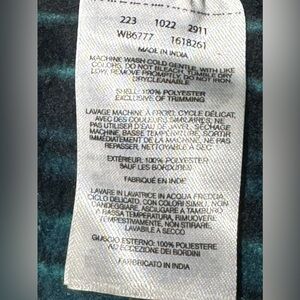 223 1022 2911
WB6777 1618261
MADE IN INDIA
MACHINE WASH COLD GENTLE, WITH LIKE
COLORS, DO NOT BLEACH, TUMBLE DRY
LOW, REMOVE IMMEDIATELY, DO NOT
DRYCLEANABLE
SHELL: 100% POLYESTER
EXCLUSIVE OF TRIMMING
LAVAGE MACHINE À FROID, CYCLE DÉLICAT,
AVEC DES COULEURS SIMILAIRES, NE
PAS UTILISER D'EAU DE JAVEL, SÉCHAGE
MACHINE, BASSE TEMPÉRATURE, SORTIR
IMMÉDIATEMENT DE LA MACHINE, NE PAS
REPASSER, NETTOYABLE À SEC
EXTÉRIEUR: 100% POLYESTER
SAUF LES BORDURES
FABRIQUÉ EN INDE
LAVARE IN LAVATRICE IN ACQUA FREDDA,
CICLO DELICATO, CON COLORI SIMILI, NON
CANDEGGIARE, ASCIUGARE A TAMBURO
A BASSA TEMPERATURA, RIMUOVERE
TEMPESTIVAMENTE, NON STIRARE,
LAVABILE A SECCO
GUSCIO ESTERNO: 100% POLIESTERE
AD ECCEZIONE DEI BORDINI
FABBRICATO IN INDIA